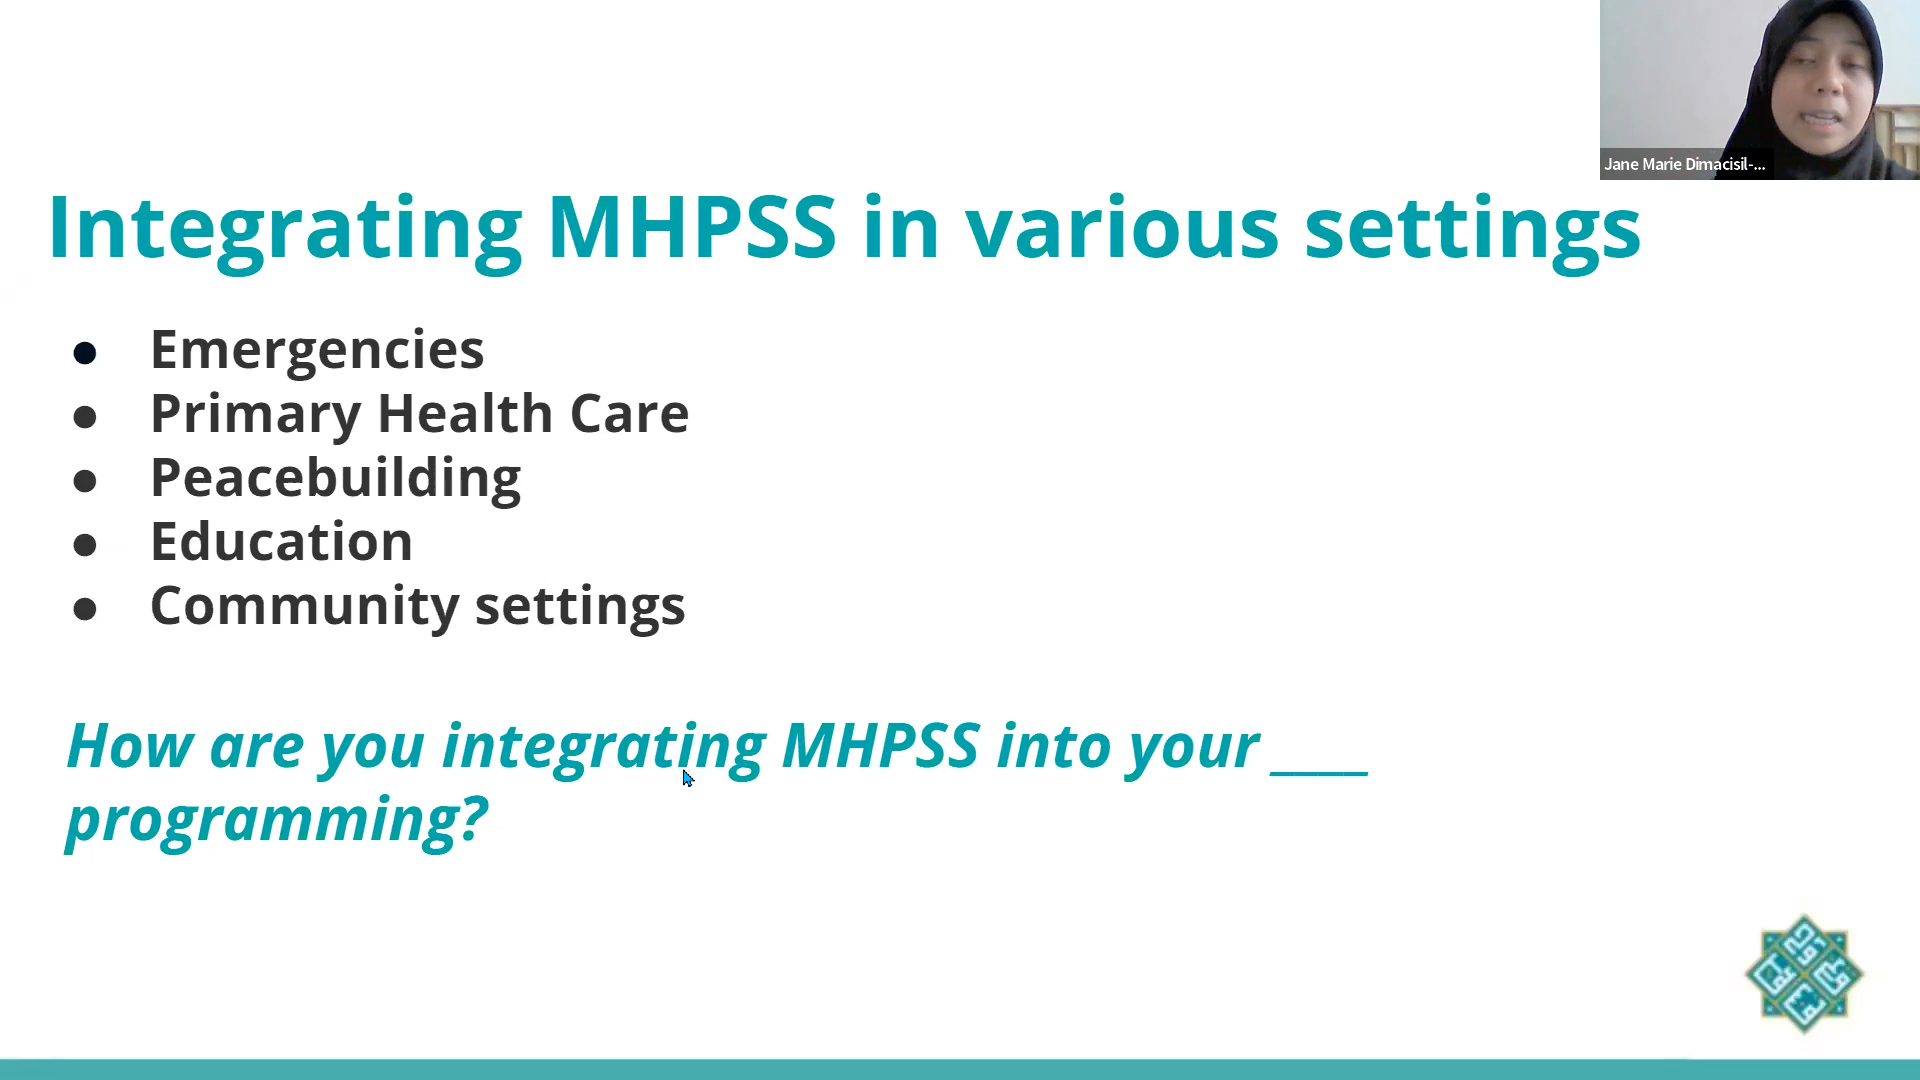 Jane Marie Dimacisil-...
Integrating MHPSS in various settings
● Emergencies
● Primary Health Care
● Peacebuilding
● Education
● Community settings
How are you integrating MHPSS into your ____
programming?